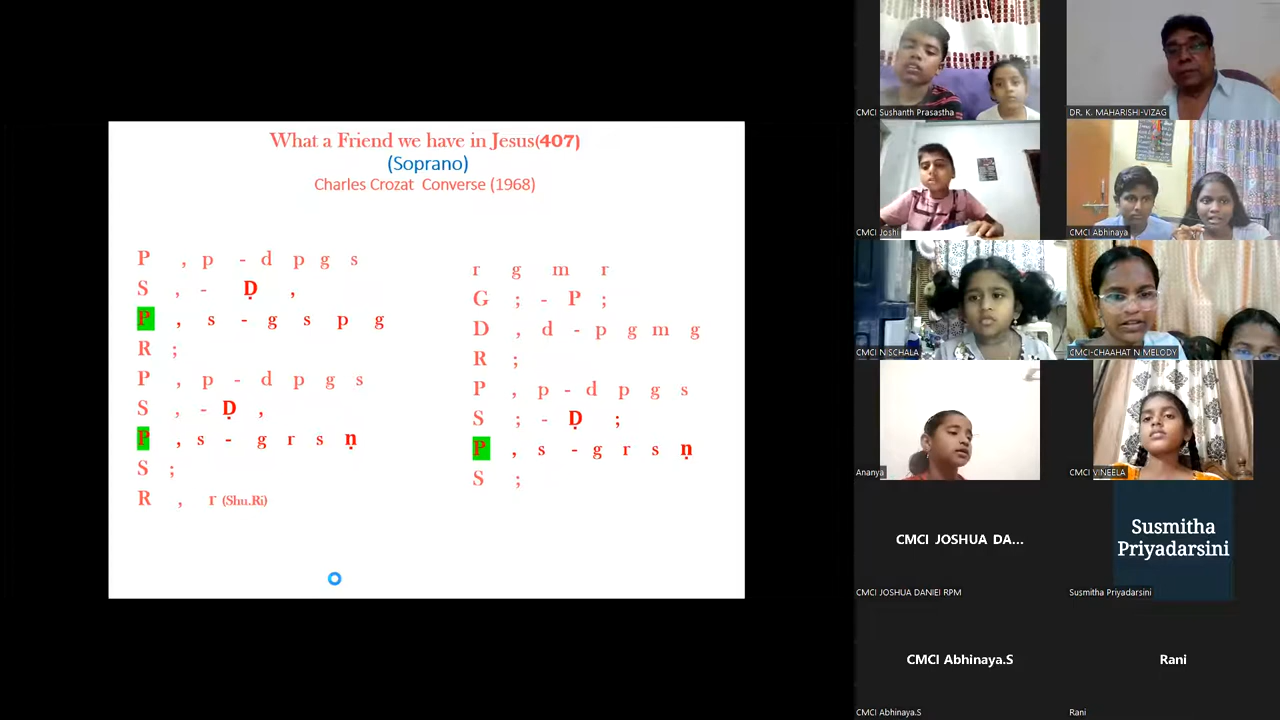 What a Friend we have in Jesus(407)
(Soprano)
Charles Crozat Converse (1968)
P , p - d p g s
S , - Ḍ ,
P , s - g s p g
R ;
P , p - d p g s
S , - Ḍ ,
P , s - g r s ṇ
S ;
R , r (Shu.Ri)
r g m r
G ; - P ;
D , d - p g m g
R ;
P , p - d p g s
S ; - Ḍ ;
P , s - g r s ṇ
S ;
CMCI Sushanth Prasastha
DR. K. MAHARISHI-VIZAG
CMCI Joshi
CMCI Abhinaya
CMCI NISCHALA
CMCI-CHAAHAT N MELODY
Ananya
CMCI VINEELA
CMCI JOSHUA DA...
CMCI JOSHUA DANIEl RPM
Susmitha
Priyadarsini
Susmitha Priyadarsini
CMCI Abhinaya.S
CMCI Abhinaya.S
Rani
Rani